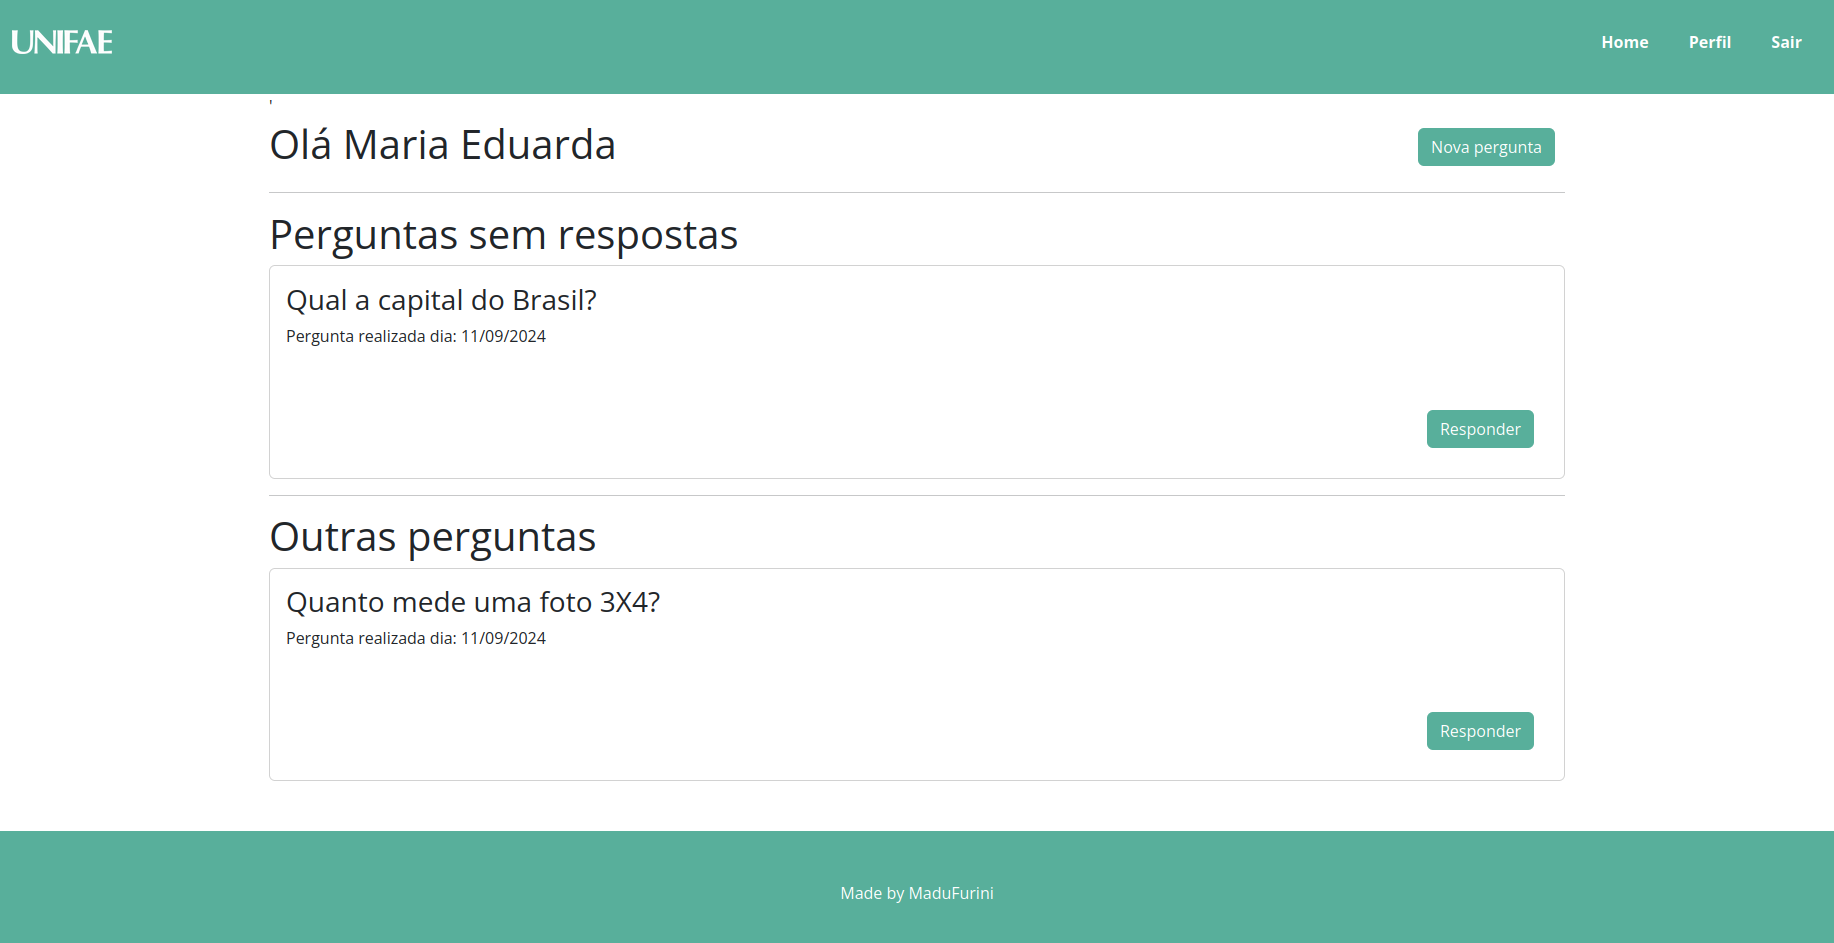 UNIFAE
Home Perfil Sair
'
Olá Maria Eduarda
Nova pergunta
Perguntas sem respostas
Qual a capital do Brasil?
Pergunta realizada dia: 11/09/2024
Responder
Outras perguntas
Quanto mede uma foto 3X4?
Pergunta realizada dia: 11/09/2024
Responder
Made by MaduFurini